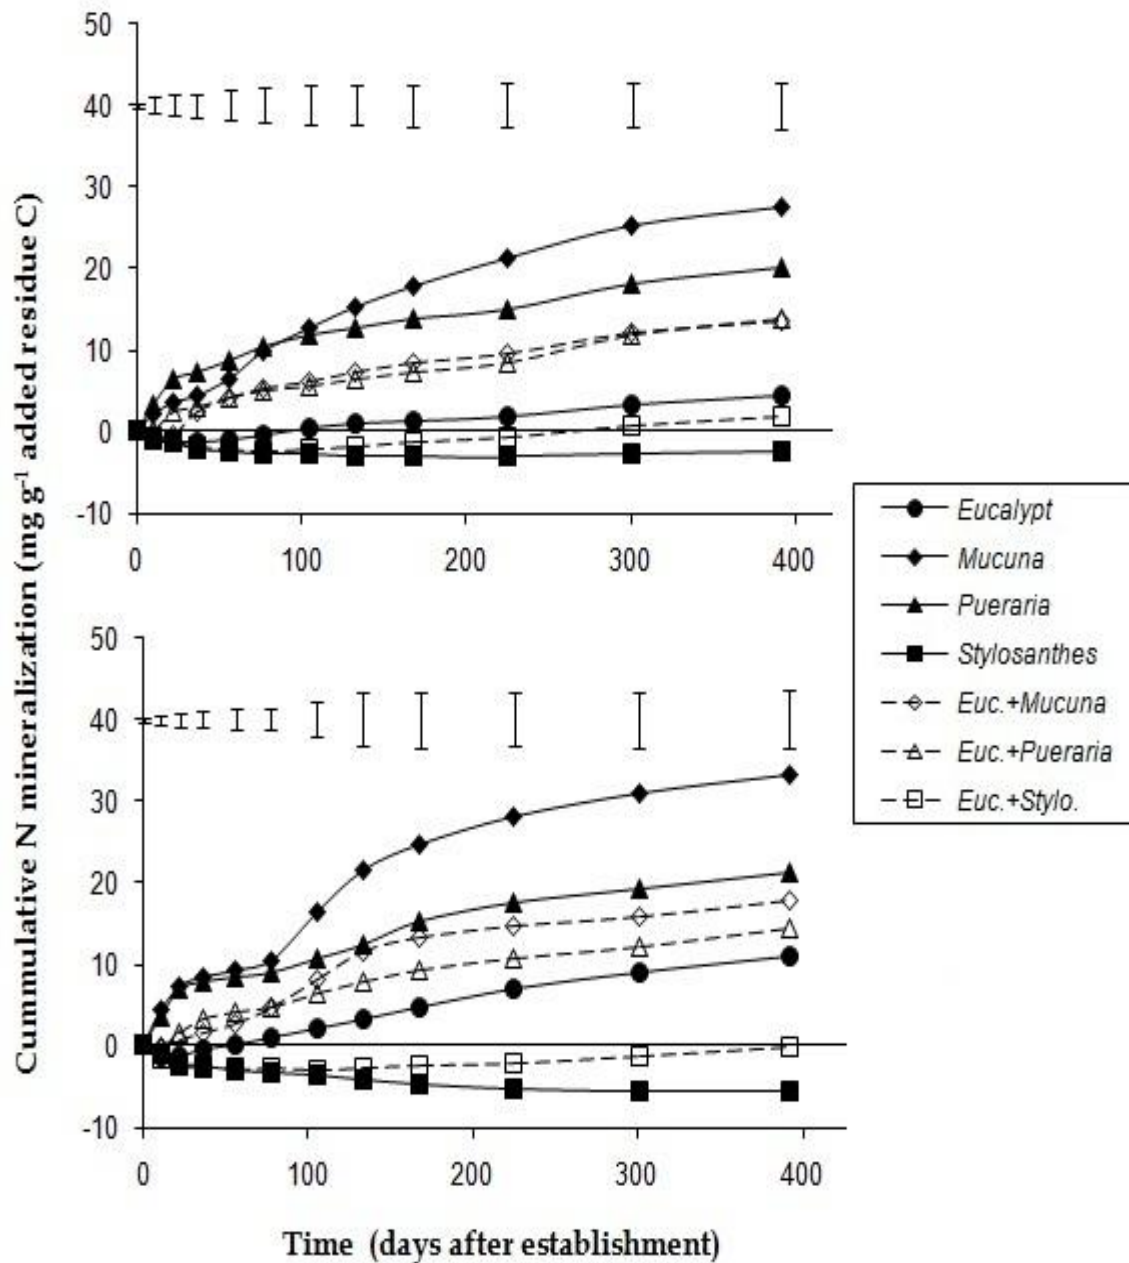 Cummulative N mineralization (mg g⁻¹ added residue C)
50
40
30
20
10
0
-10
0 100 200 300 400
Eucalypt
Mucuna
Pueraria
Stylosanthes
Euc.+Mucuna
Euc.+Pueraria
Euc.+Stylo.
50
40
30
20
10
0
-10
0 100 200 300 400
Time (days after establishment)